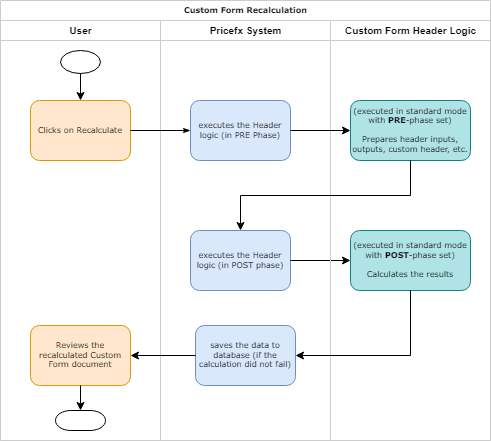 Custom Form Recalculation
User
Pricefx System
Custom Form Header Logic
Clicks on Recalculate
executes the Header
logic (in PRE Phase)
(executed in standard mode
with PRE-phase set)
Prepares header inputs,
outputs, custom header, etc.
executes the Header
logic (in POST phase)
(executed in standard mode
with POST-phase set)
Calculates the results
Reviews the
recalculated Custom
Form document
saves the data to
database (if the
calculation did not fail)